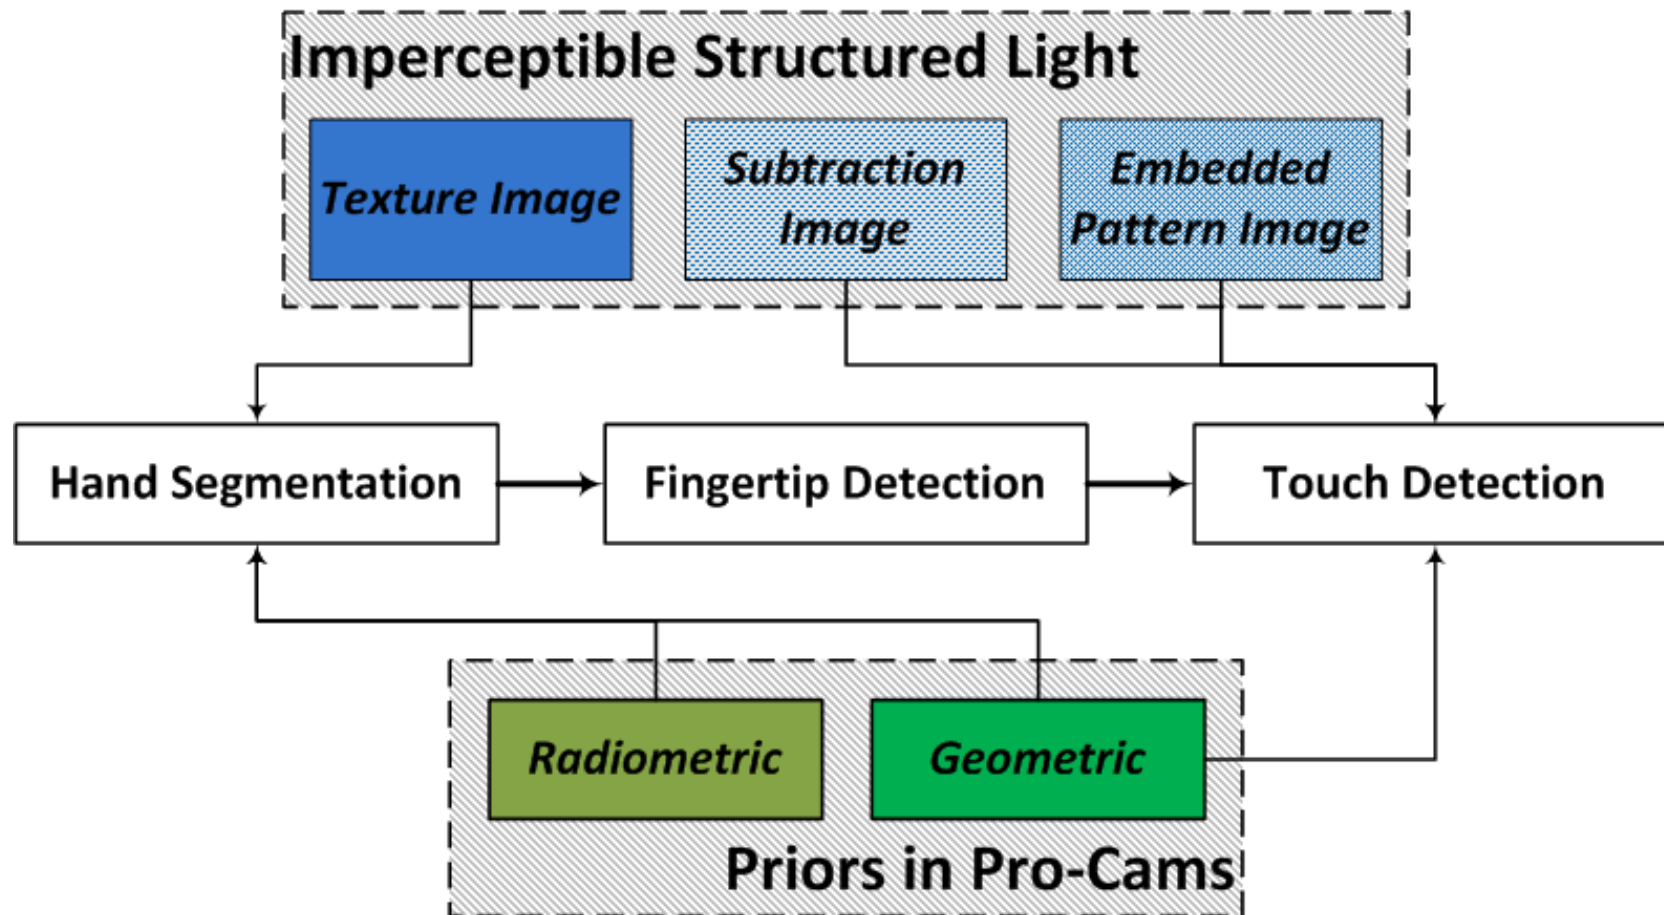 Imperceptible Structured Light
Texture Image
Subtraction
Image
Embedded
Pattern Image
Hand Segmentation
Fingertip Detection
Touch Detection
Radiometric
Geometric
Priors in Pro-Cams